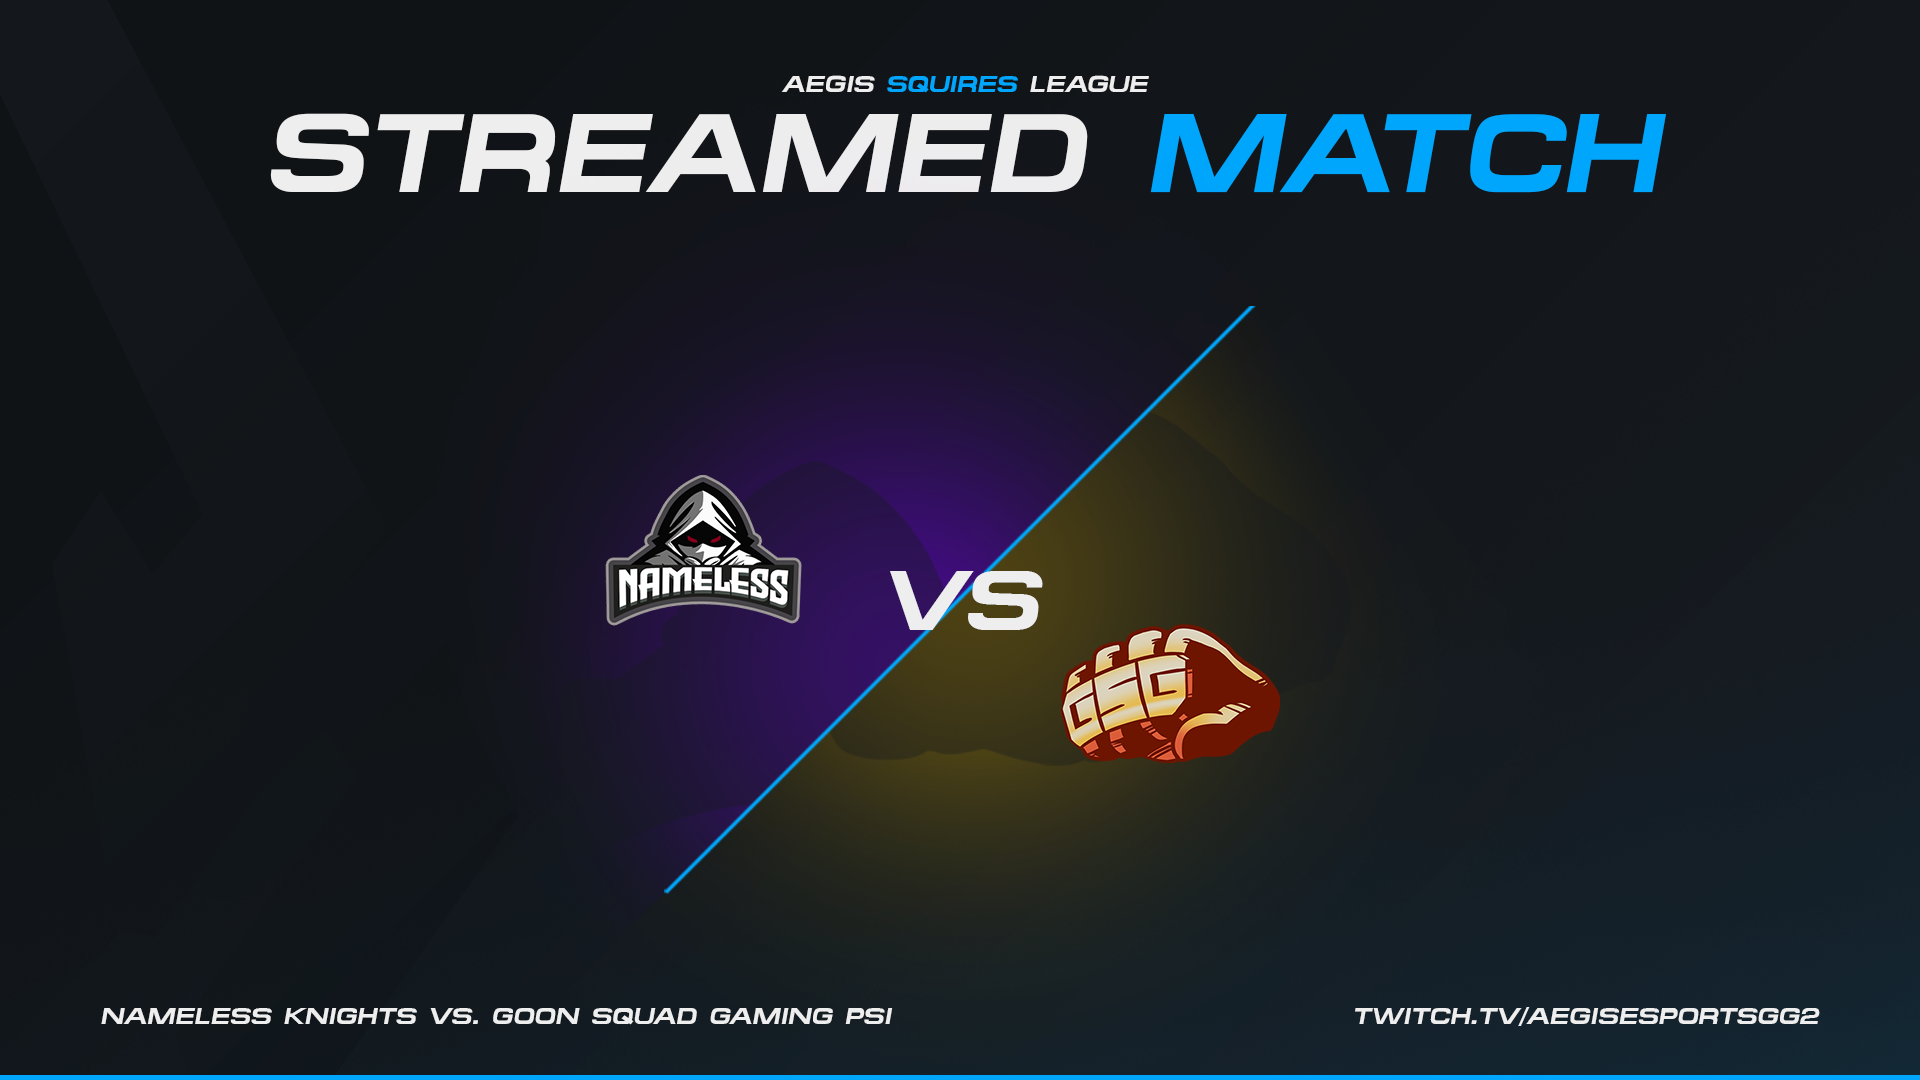 AEGIS SQUIRES LEAGUE
STREAMED MATCH
NAMELESS
VS
GSG
NAMELESS KNIGHTS VS. GOON SQUAD GAMING PSI
TWITCH.TV/AEGISESPORTSGG2